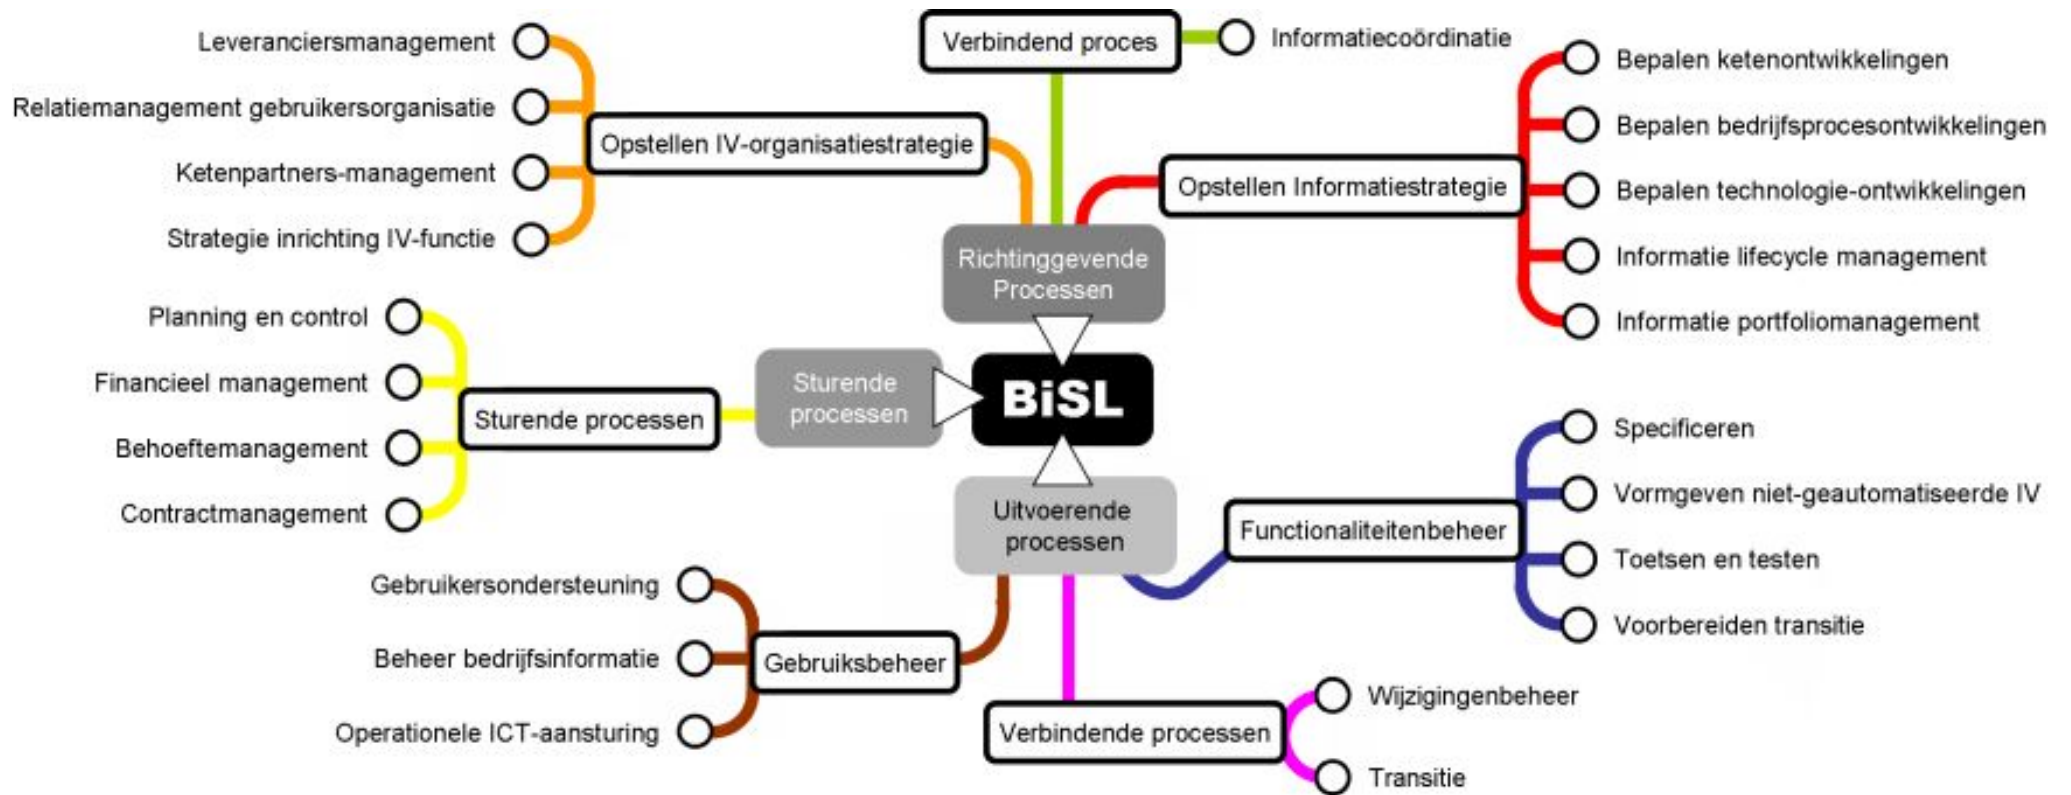 Leveranciersmanagement
Relatiemanagement gebruikersorganisatie
Ketenpartners-management
Strategie inrichting IV-functie
Opstellen IV-organisatiestrategie
Verbindend proces
Informatiecoördinatie
Opstellen Informatiestrategie
Bepalen ketenontwikkelingen
Bepalen bedrijfsprocesontwikkelingen
Bepalen technologie-ontwikkelingen
Informatie lifecycle management
Informatie portfoliomanagement
Richtinggevende
Processen
Planning en control
Financieel management
Behoeftemanagement
Contractmanagement
Sturende processen
Sturende
processen
BiSL
Uitvoerende
processen
Functionaliteitenbeheer
Specificeren
Vormgeven niet-geautomatiseerde IV
Toetsen en testen
Voorbereiden transitie
Gebruikersondersteuning
Beheer bedrijfsinformatie
Operationele ICT-aansturing
Gebruiksbeheer
Verbindende processen
Wijzigingenbeheer
Transitie